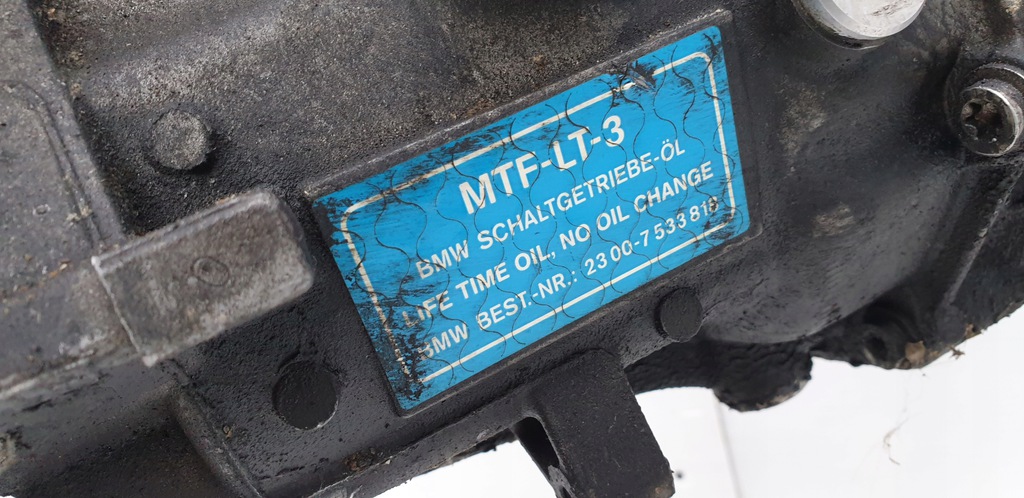 MTF-LT-3
BMW SCHALTGETRIEBE-ÖL
LIFE TIME OIL, NO OIL CHANGE
BMW BEST.-NR.: 23 00-7 533 818